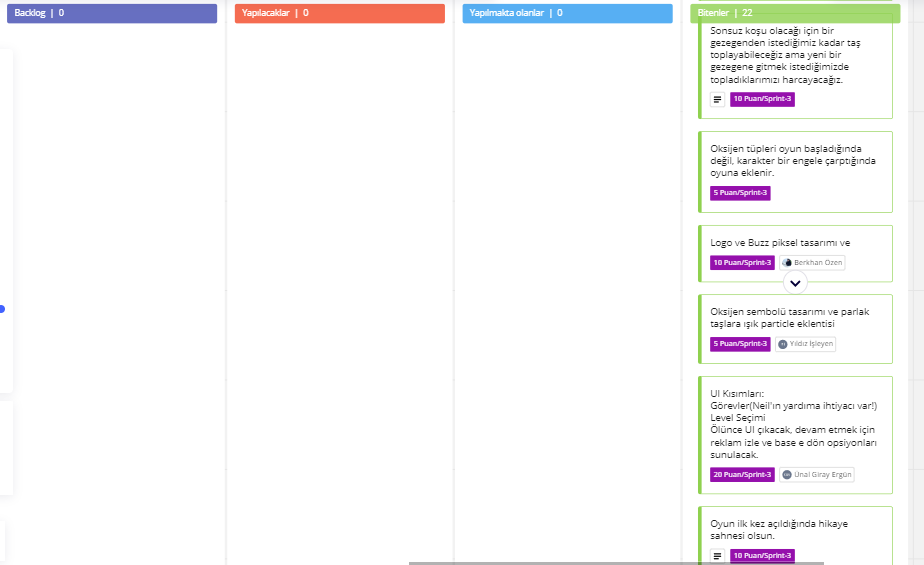 Backlog | 0
Yapılacaklar | 0
Yapılmakta olanlar | 0
Bitenler | 22
Sonsuz koşu olacağı için bir
gezegenden istediğimiz kadar taş
toplayabileceğiz ama yeni bir
gezegene gitmek istediğimizde
topladıklarımızı harcayacağız.
10 Puan/Sprint-3
Oksijen tüpleri oyun başladığında
değil, karakter bir engele çarptığında
oyuna eklenir.
5 Puan/Sprint-3
Logo ve Buzz piksel tasarımı ve
10 Puan/Sprint-3 Berkhan Özen
Oksijen sembolü tasarımı ve parlak
taşlara ışık particle eklentisi
5 Puan/Sprint-3 Yıldız İşleyen
UI Kısımları:
Görevler(Neil'ın yardıma ihtiyacı var!)
Level Seçimi
Ölünce UI çıkacak, devam etmek için
reklam izle ve base e dön opsiyonları
sunulacak.
20 Puan/Sprint-3 Ünal Giray Ergün
Oyun ilk kez açıldığında hikaye
sahnesi olsun.
10 Puan/Sprint-3